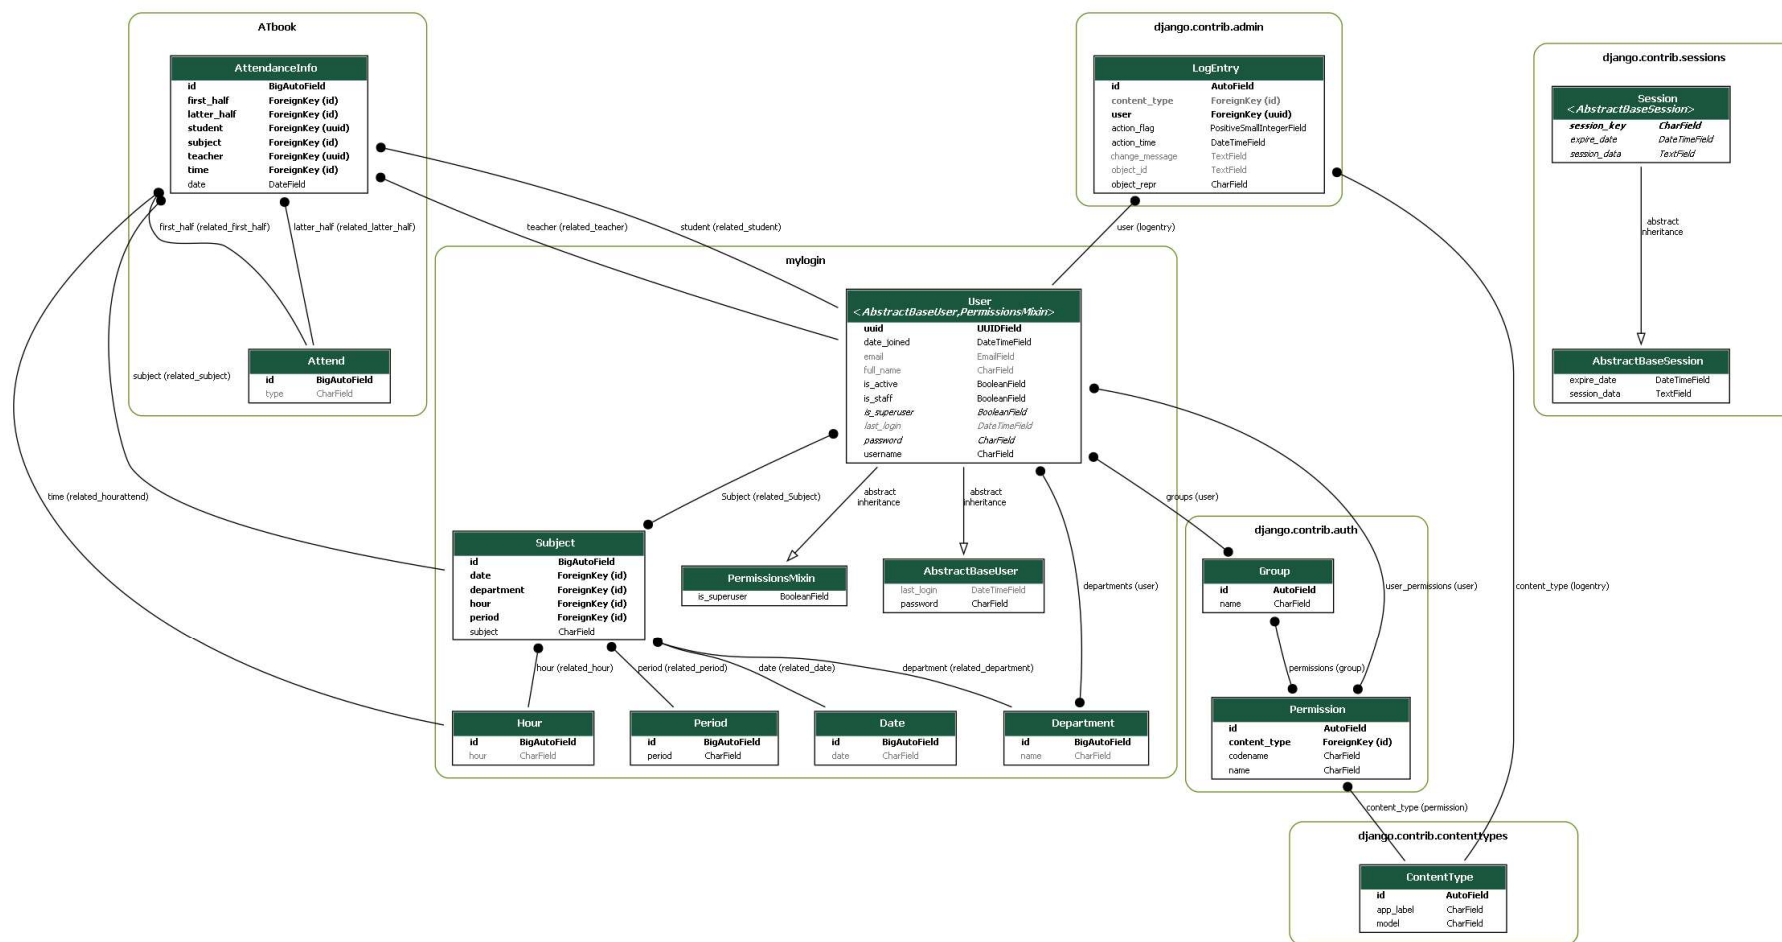 ATbook
AttendanceInfo
id BigAutoField
first_half ForeignKey (id)
latter_half ForeignKey (id)
student ForeignKey (uuid)
subject ForeignKey (id)
teacher ForeignKey (uuid)
time ForeignKey (id)
date DateField
first_half (related_first_half)
latter_half (related_latter_half)
Attend
id BigAutoField
type CharField
subject (related_subject)
time (related_hourattend)
teacher (related_teacher)
student (related_student)
django.contrib.admin
LogEntry
id AutoField
content_type ForeignKey (id)
user ForeignKey (uuid)
action_flag PositiveSmallIntegerField
action_time DateTimeField
change_message TextField
object_id TextField
object_repr CharField
user (logentry)
django.contrib.sessions
Session
<AbstractBaseSession>
session_key CharField
expire_date DateTimeField
session_data TextField
abstract
inheritance
AbstractBaseSession
expire_date DateTimeField
session_data TextField
mylogin
User
<AbstractBaseUser,PermissionsMixin>
uuid UUIDField
date_joined DateTimeField
email EmailField
full_name CharField
is_active BooleanField
is_staff BooleanField
is_superuser BooleanField
last_login DateTimeField
password CharField
username CharField
Subject (related_Subject)
abstract
inheritance
abstract
inheritance
groups (user)
Subject
id BigAutoField
date ForeignKey (id)
department ForeignKey (id)
hour ForeignKey (id)
period ForeignKey (id)
subject CharField
PermissionsMixin
is_superuser BooleanField
AbstractBaseUser
last_login DateTimeField
password CharField
departments (user)
hour (related_hour)
period (related_period)
date (related_date)
department (related_department)
Hour
id BigAutoField
hour CharField
Period
id BigAutoField
period CharField
Date
id BigAutoField
date CharField
Department
id BigAutoField
name CharField
django.contrib.auth
Group
id AutoField
name CharField
user_permissions (user)
content_type (logentry)
permissions (group)
Permission
id AutoField
content_type ForeignKey (id)
codename CharField
name CharField
content_type (permission)
django.contrib.contenttypes
ContentType
id AutoField
app_label CharField
model CharField